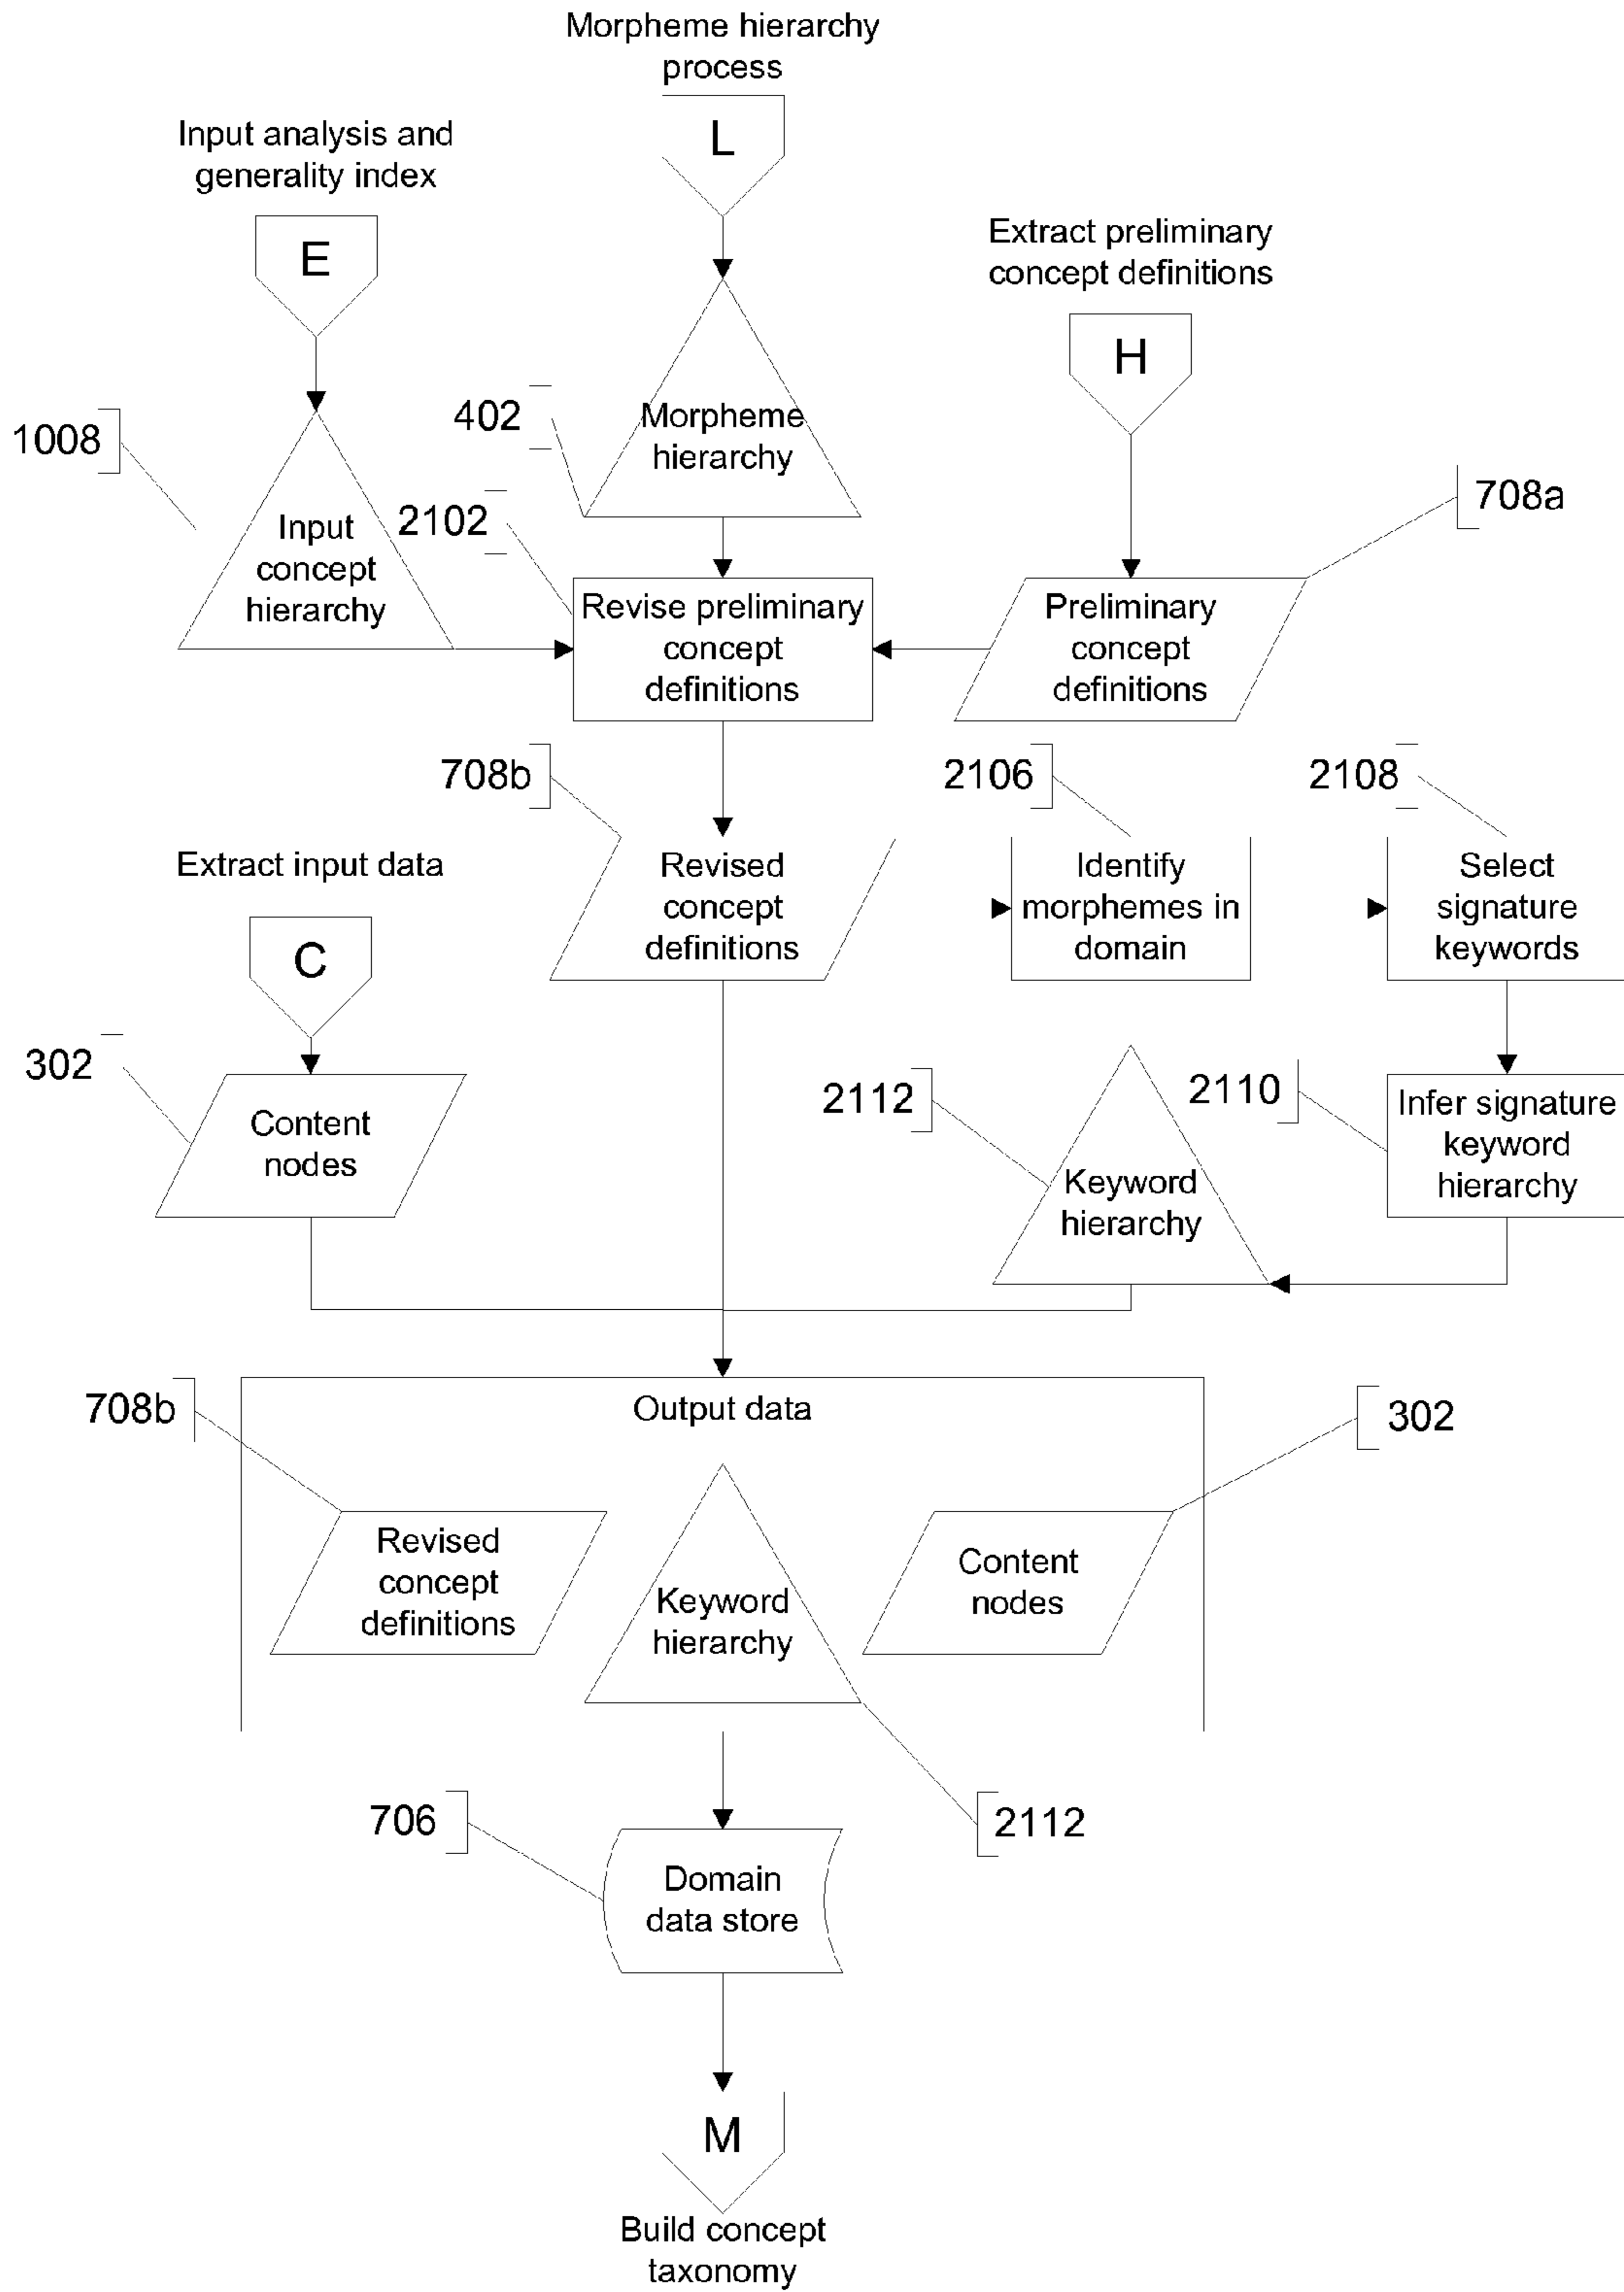 Morpheme hierarchy
process
L
Input analysis and
generality index
E
Extract preliminary
concept definitions
H
1008
402
Morpheme
hierarchy
708a
2102
Input
concept
hierarchy
Revise preliminary
concept
definitions
Preliminary
concept
definitions
708b
2106
2108
Extract input data
C
Revised
concept
definitions
Identify
morphemes in
domain
Select
signature
keywords
302
Content
nodes
2112
Keyword
hierarchy
2110
Infer signature
keyword
hierarchy
708b
Output data
302
Revised
concept
definitions
Keyword
hierarchy
Content
nodes
706
2112
Domain
data store
M
Build concept
taxonomy